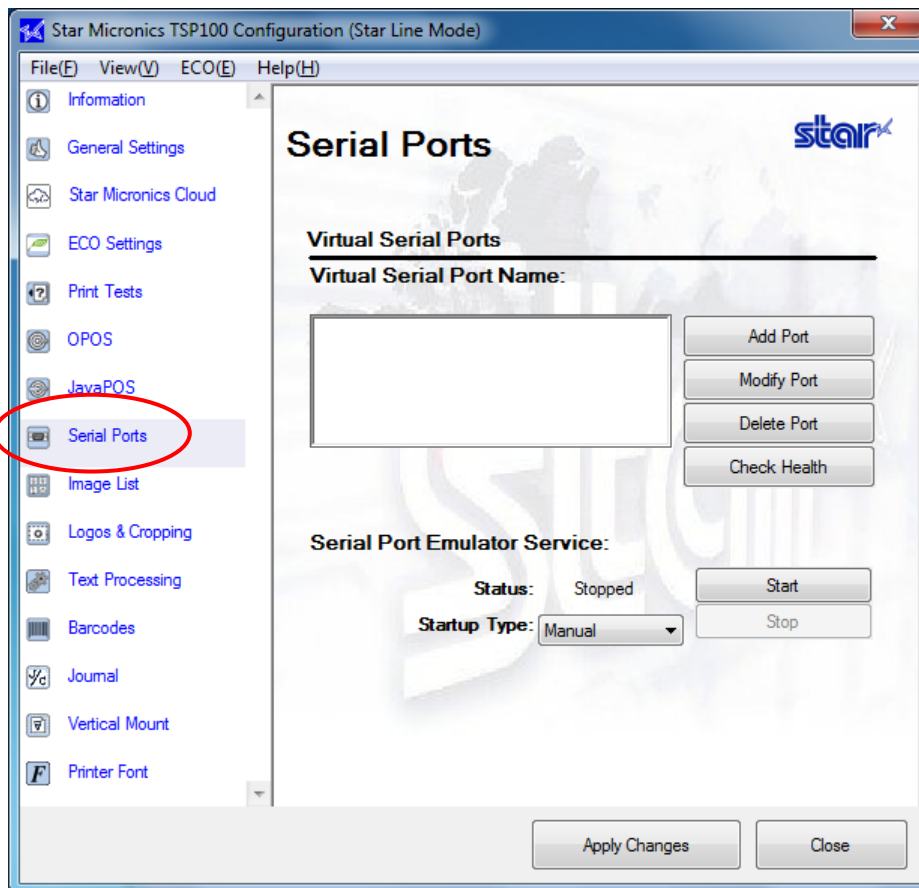 Star Micronics TSP100 Configuration (Star Line Mode)
File(F) View(V) ECO(E) Help(H)
Information
General Settings
Star Micronics Cloud
ECO Settings
Print Tests
OPOS
JavaPOS
Serial Ports
Image List
Logos & Cropping
Text Processing
Barcodes
Journal
Vertical Mount
Printer Font
Serial Ports
star
Virtual Serial Ports
Virtual Serial Port Name:
Add Port
Modify Port
Delete Port
Check Health
Serial Port Emulator Service:
Status: Stopped Start
Startup Type: Manual Stop
Apply Changes Close